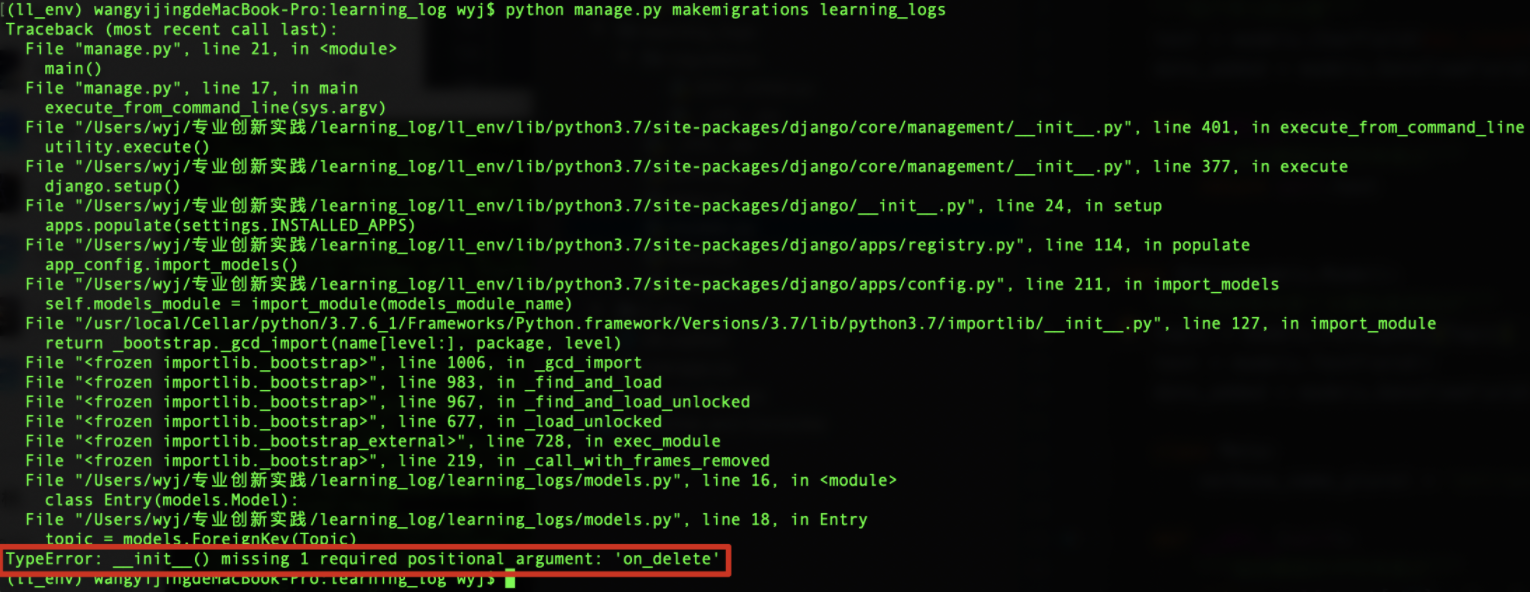 (ll_env) wangyijingdeMacBook-Pro:learning_log wyj$ python manage.py makemigrations learning_logs
Traceback (most recent call last):
  File "manage.py", line 21, in <module>
    main()
  File "manage.py", line 17, in main
    execute_from_command_line(sys.argv)
  File "/Users/wyj/专业创新实践/learning_log/ll_env/lib/python3.7/site-packages/django/core/management/__init__.py", line 401, in execute_from_command_line
    utility.execute()
  File "/Users/wyj/专业创新实践/learning_log/ll_env/lib/python3.7/site-packages/django/core/management/__init__.py", line 377, in execute
    django.setup()
  File "/Users/wyj/专业创新实践/learning_log/ll_env/lib/python3.7/site-packages/django/__init__.py", line 24, in setup
    apps.populate(settings.INSTALLED_APPS)
  File "/Users/wyj/专业创新实践/learning_log/ll_env/lib/python3.7/site-packages/django/apps/registry.py", line 114, in populate
    app_config.import_models()
  File "/Users/wyj/专业创新实践/learning_log/ll_env/lib/python3.7/site-packages/django/apps/config.py", line 211, in import_models
    self.models_module = import_module(models_module_name)
  File "/usr/local/Cellar/python/3.7.6_1/Frameworks/Python.framework/Versions/3.7/lib/python3.7/importlib/__init__.py", line 127, in import_module
    return _bootstrap._gcd_import(name[level:], package, level)
  File "<frozen importlib._bootstrap>", line 1006, in _gcd_import
  File "<frozen importlib._bootstrap>", line 983, in _find_and_load
  File "<frozen importlib._bootstrap>", line 967, in _find_and_load_unlocked
  File "<frozen importlib._bootstrap>", line 677, in _load_unlocked
  File "<frozen importlib._bootstrap_external>", line 728, in exec_module
  File "<frozen importlib._bootstrap>", line 219, in _call_with_frames_removed
  File "/Users/wyj/专业创新实践/learning_log/learning_logs/models.py", line 16, in <module>
    class Entry(models.Model):
  File "/Users/wyj/专业创新实践/learning_log/learning_logs/models.py", line 18, in Entry
    topic = models.ForeignKey(Topic)
TypeError: __init__() missing 1 required positional argument: 'on_delete'
(ll_env) wangyijingdeMacBook-Pro:learning_log wyj$